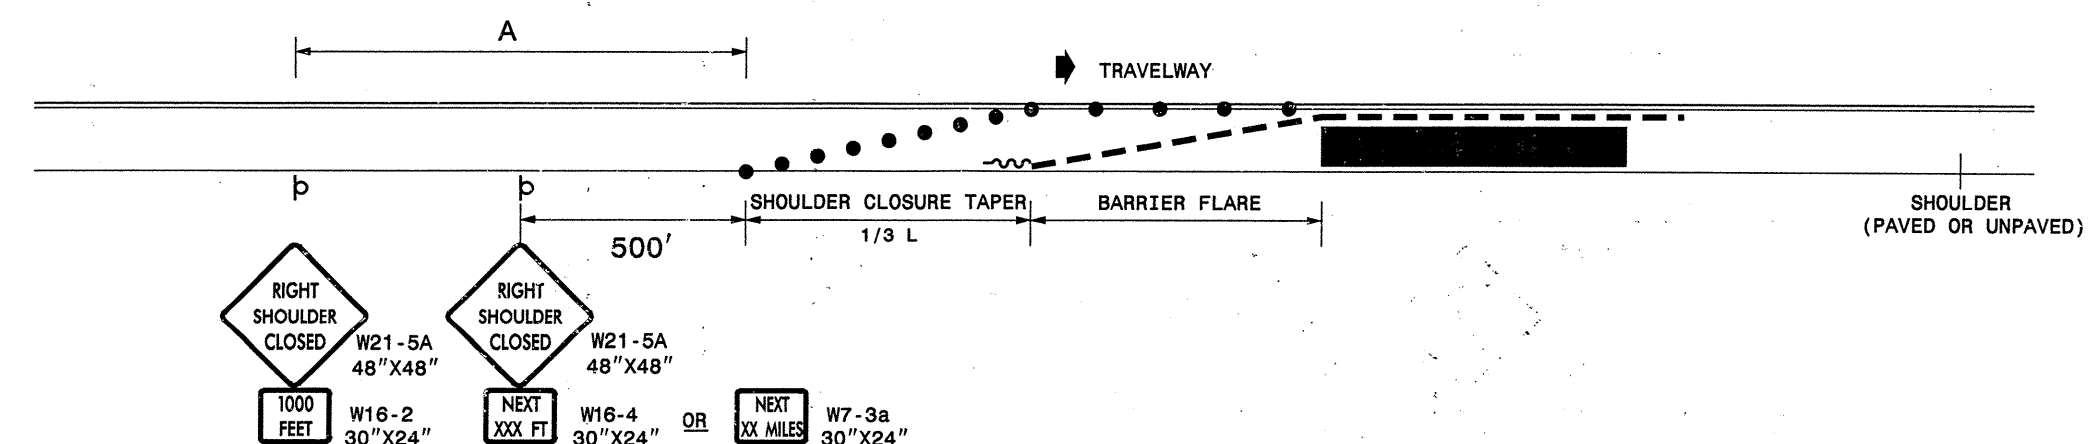 A
TRAVELWAY
SHOULDER CLOSURE TAPER
BARRIER FLARE
1/3 L
500'
SHOULDER
(PAVED OR UNPAVED)
RIGHT
SHOULDER
CLOSED
W21-5A
48"X48"
1000
FEET
W16-2
30"X24"
RIGHT
SHOULDER
CLOSED
W21-5A
48"X48"
NEXT
XXX FT
W16-4
30"X24"
OR
NEXT
XX MILES
W7-3a
30"X24"